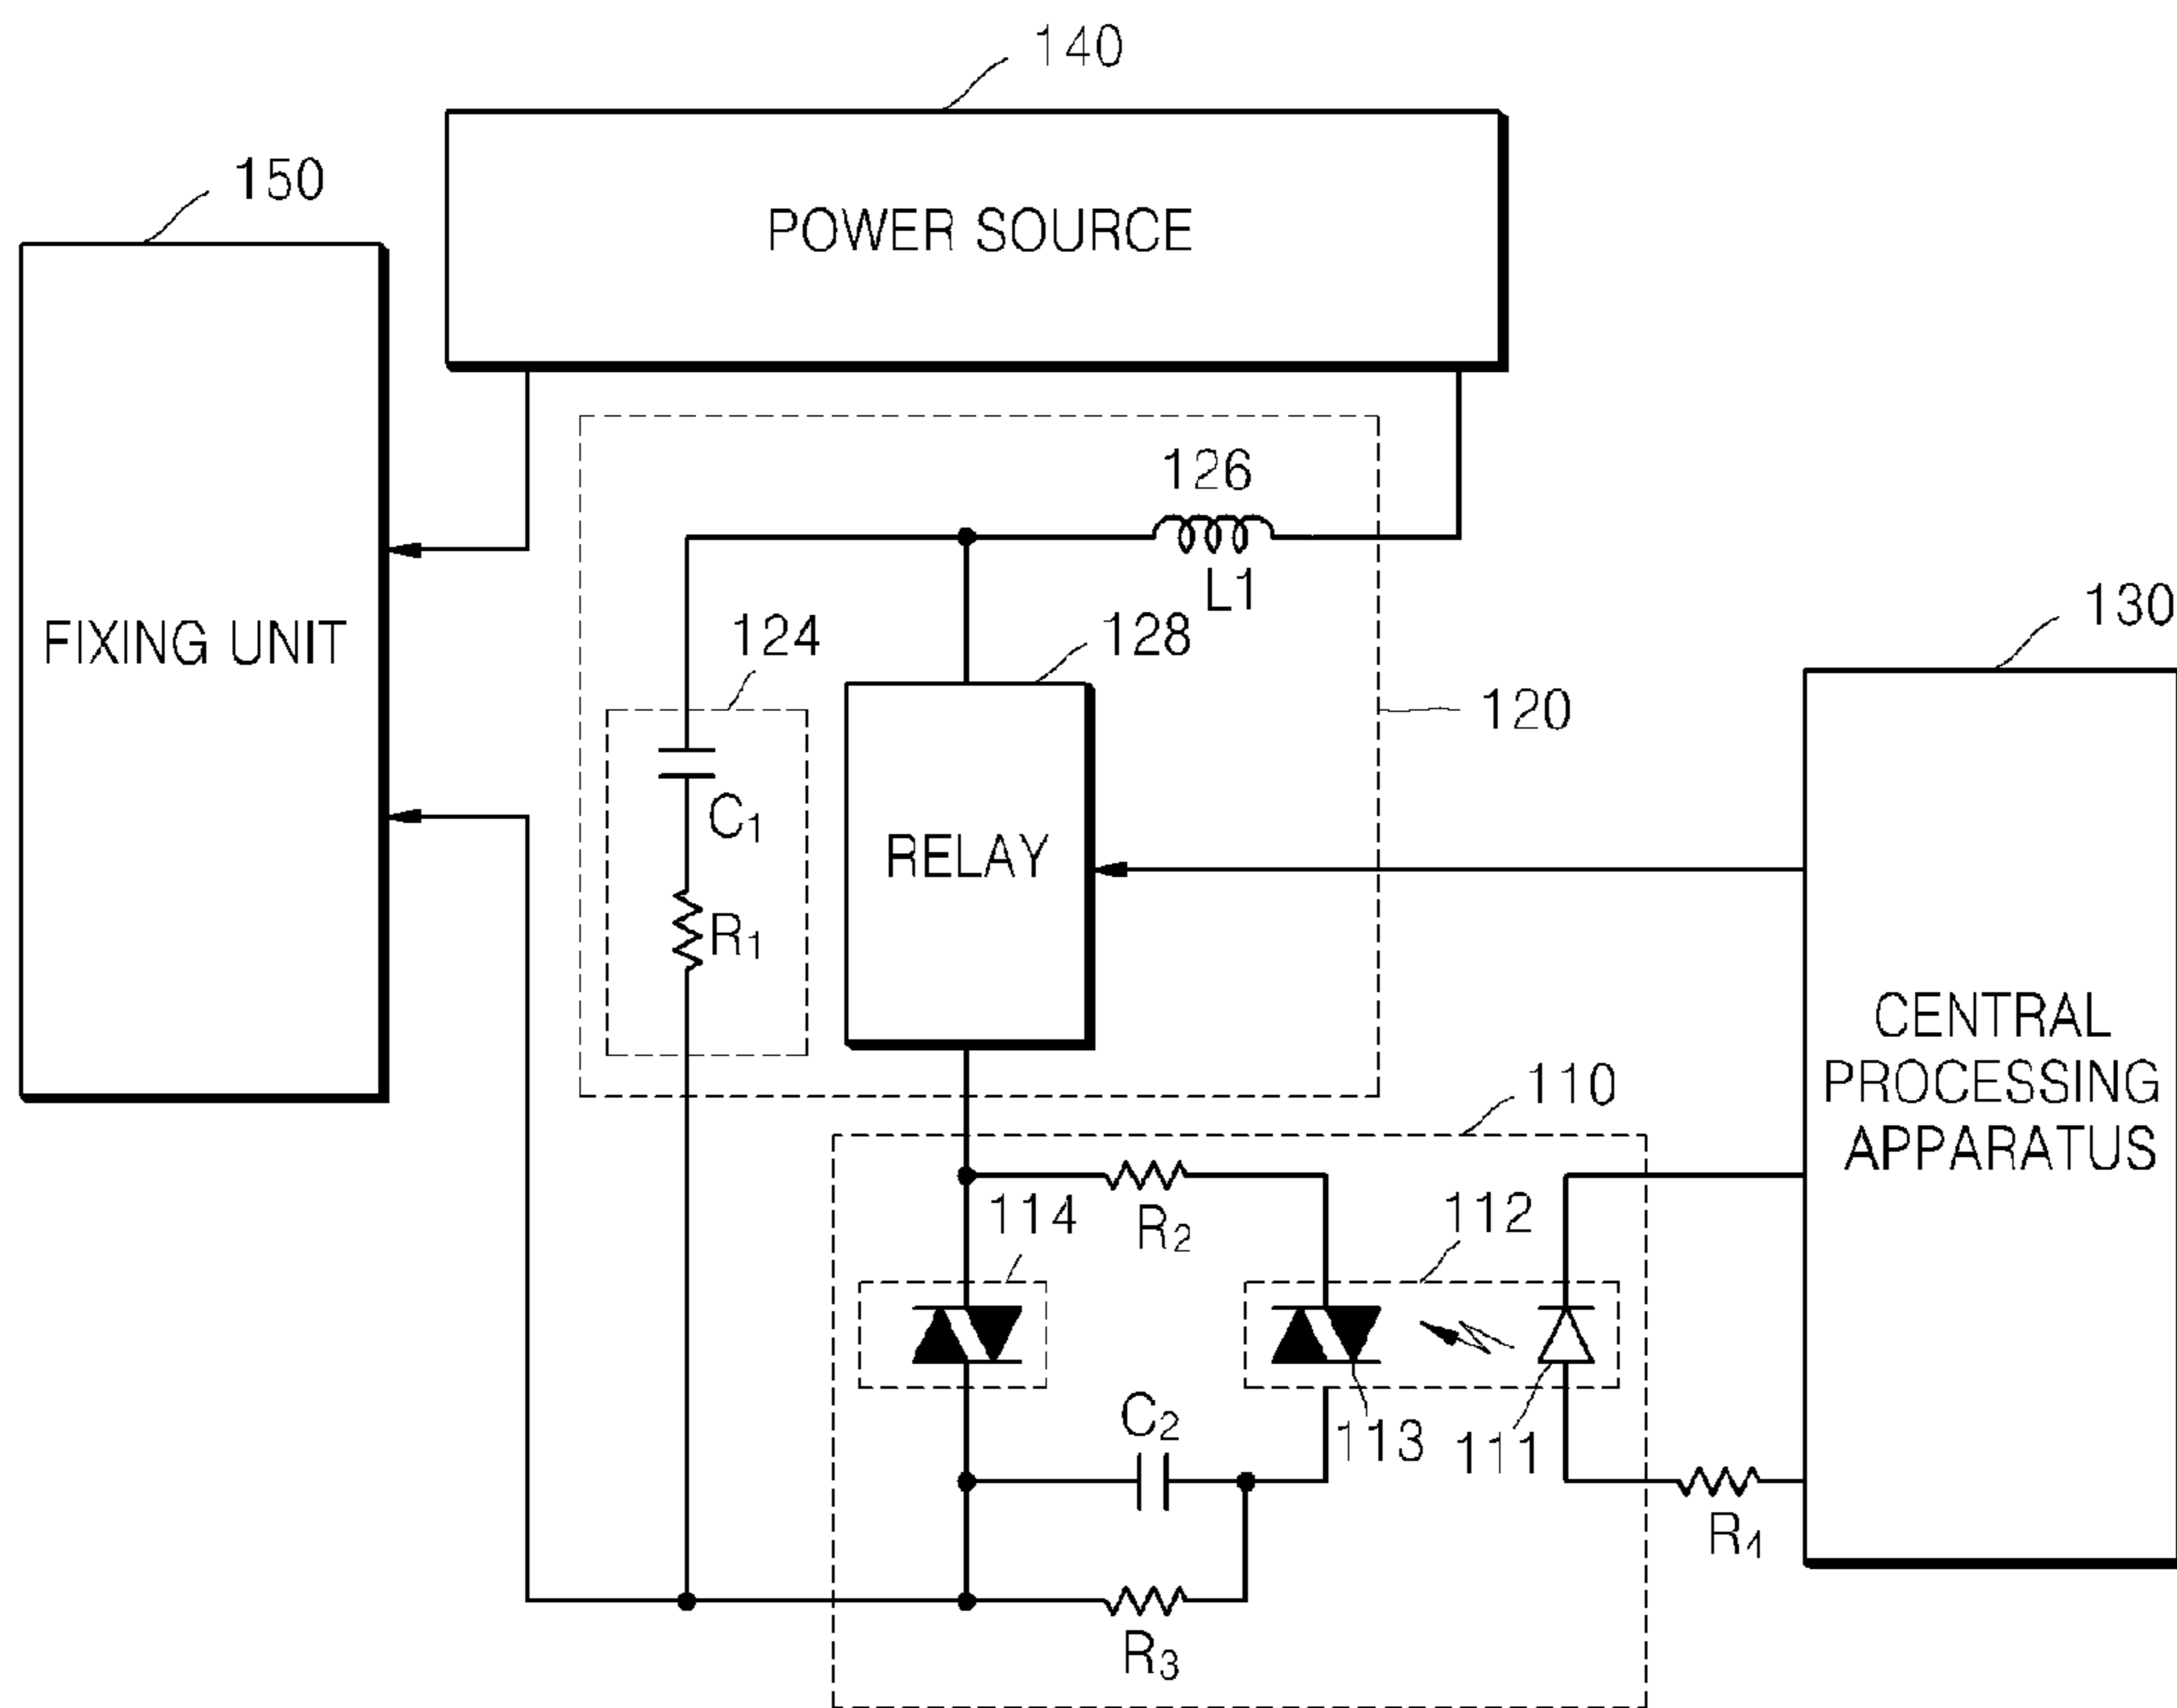 140
150
POWER SOURCE
126
L1
130
FIXING UNIT
124
128
120
C1
RELAY
R1
CENTRAL
PROCESSING
APPARATUS
110
114
R2
112
C2
113
111
R4
R3